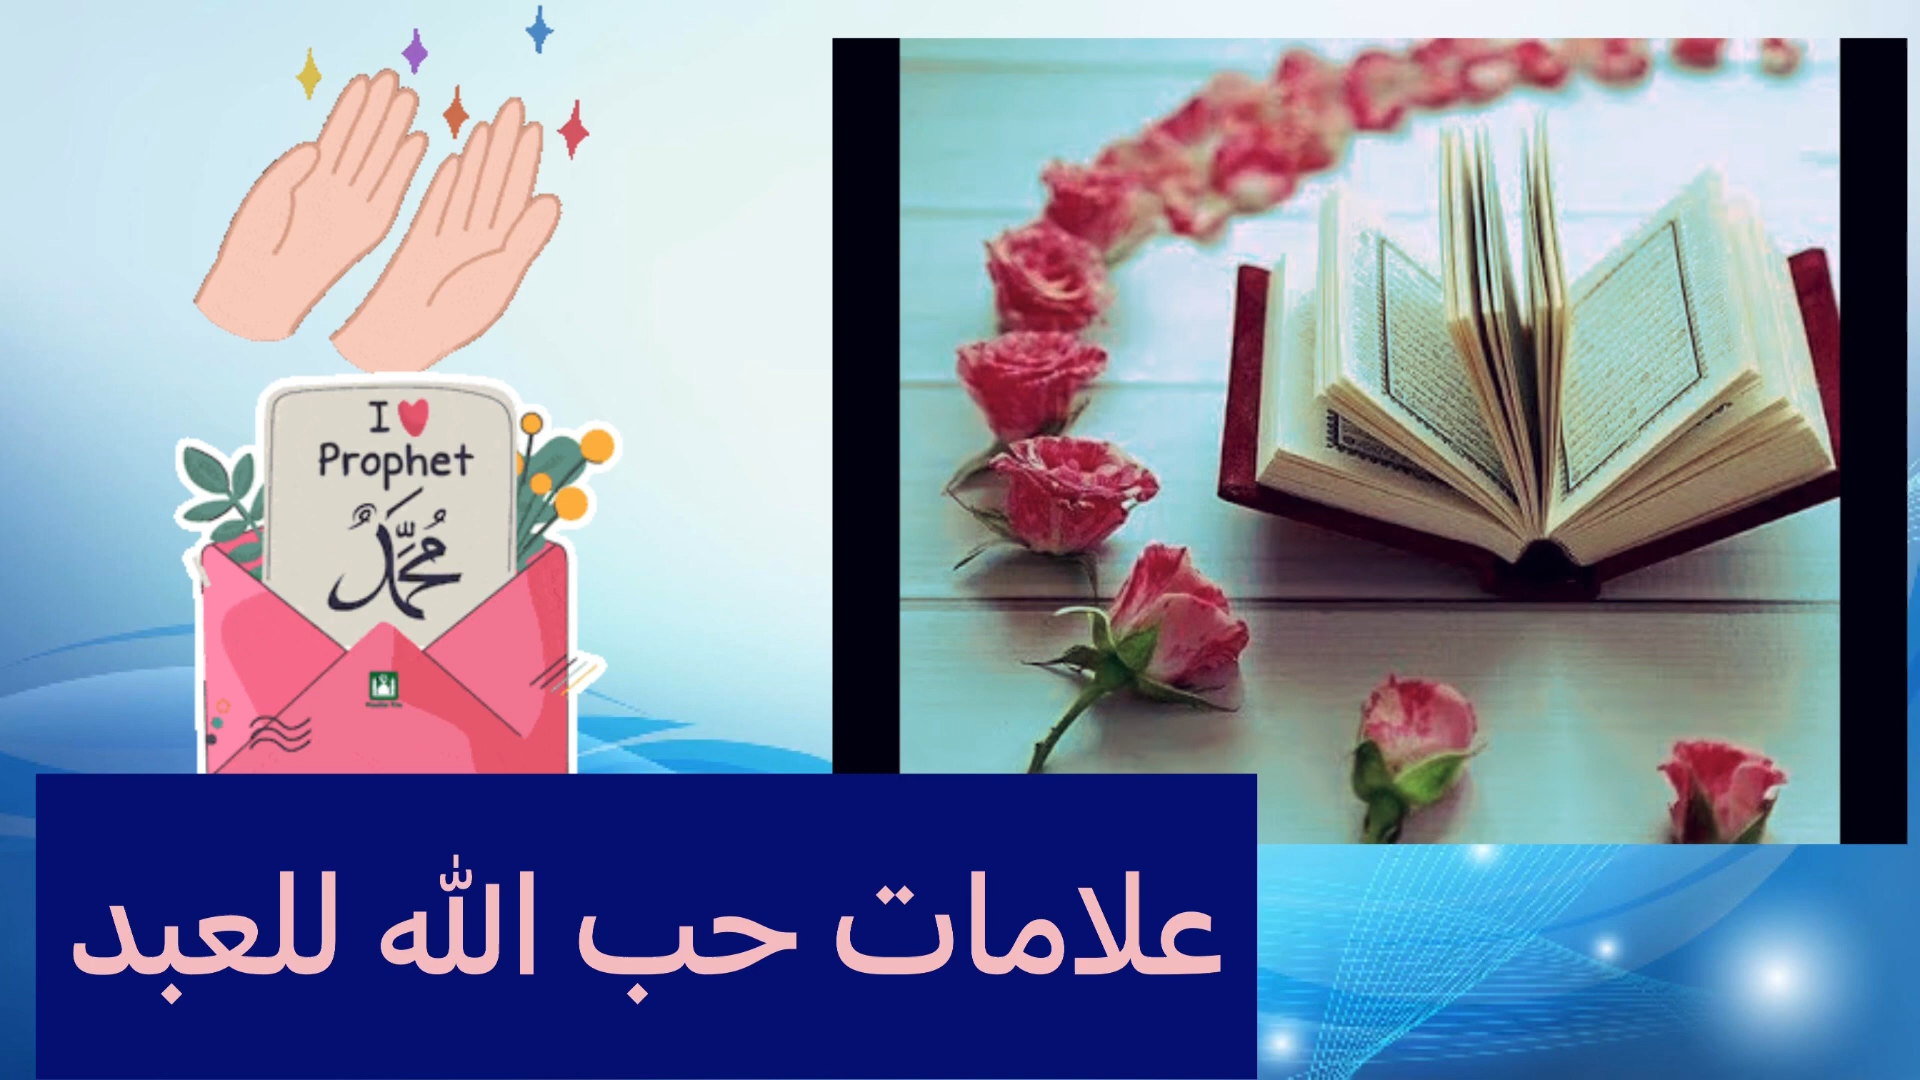 I
Prophet
مُحَمَّدٌ
علامات حب الله للعبد